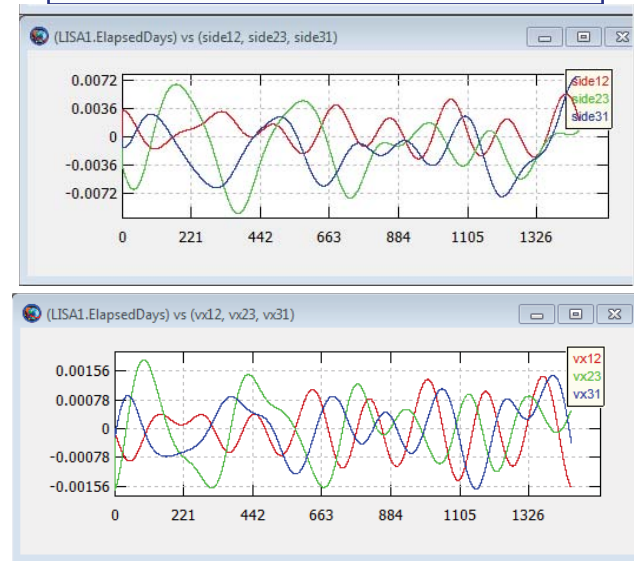 (LISA1.ElapsedDays) vs (side12, side23, side31)
0.0072
0.0036
0
-0.0036
-0.0072
side12
side23
side31
0 221 442 663 884 1105 1326
(LISA1.ElapsedDays) vs (vx12, vx23, vx31)
0.00156
0.00078
0
-0.00078
-0.00156
vx12
vx23
vx31
0 221 442 663 884 1105 1326